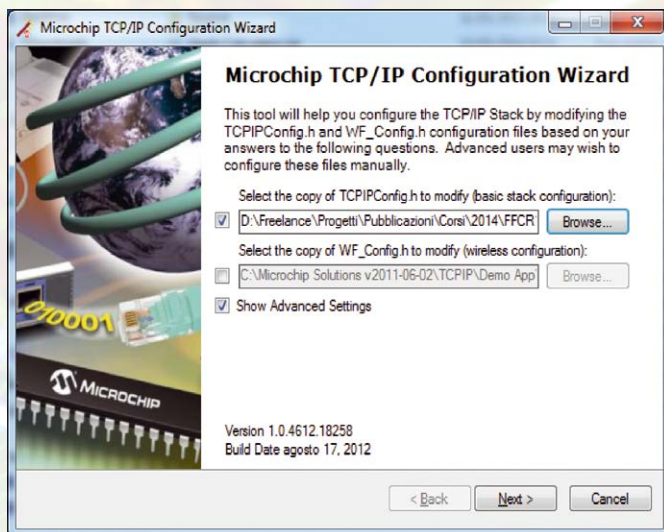 Microchip TCP/IP Configuration Wizard
Microchip TCP/IP Configuration Wizard
This tool will help you configure the TCP/IP Stack by modifying the
TCPIPConfig.h and WF_Config.h configuration files based on your
answers to the following questions.  Advanced users may wish to
configure these files manually.
Select the copy of TCPIPConfig.h to modify (basic stack configuration):
D:\Freelance\Progetti\Pubblicazioni\Corsi\2014\FFCR Browse...
Select the copy of WF_Config.h to modify (wireless configuration):
C:\Microchip Solutions v2011-06-02\TCPIP\Demo App Browse...
Show Advanced Settings
010001
MICROCHIP
Version 1.0.4612.18258
Build Date agosto 17, 2012
< Back Next > Cancel